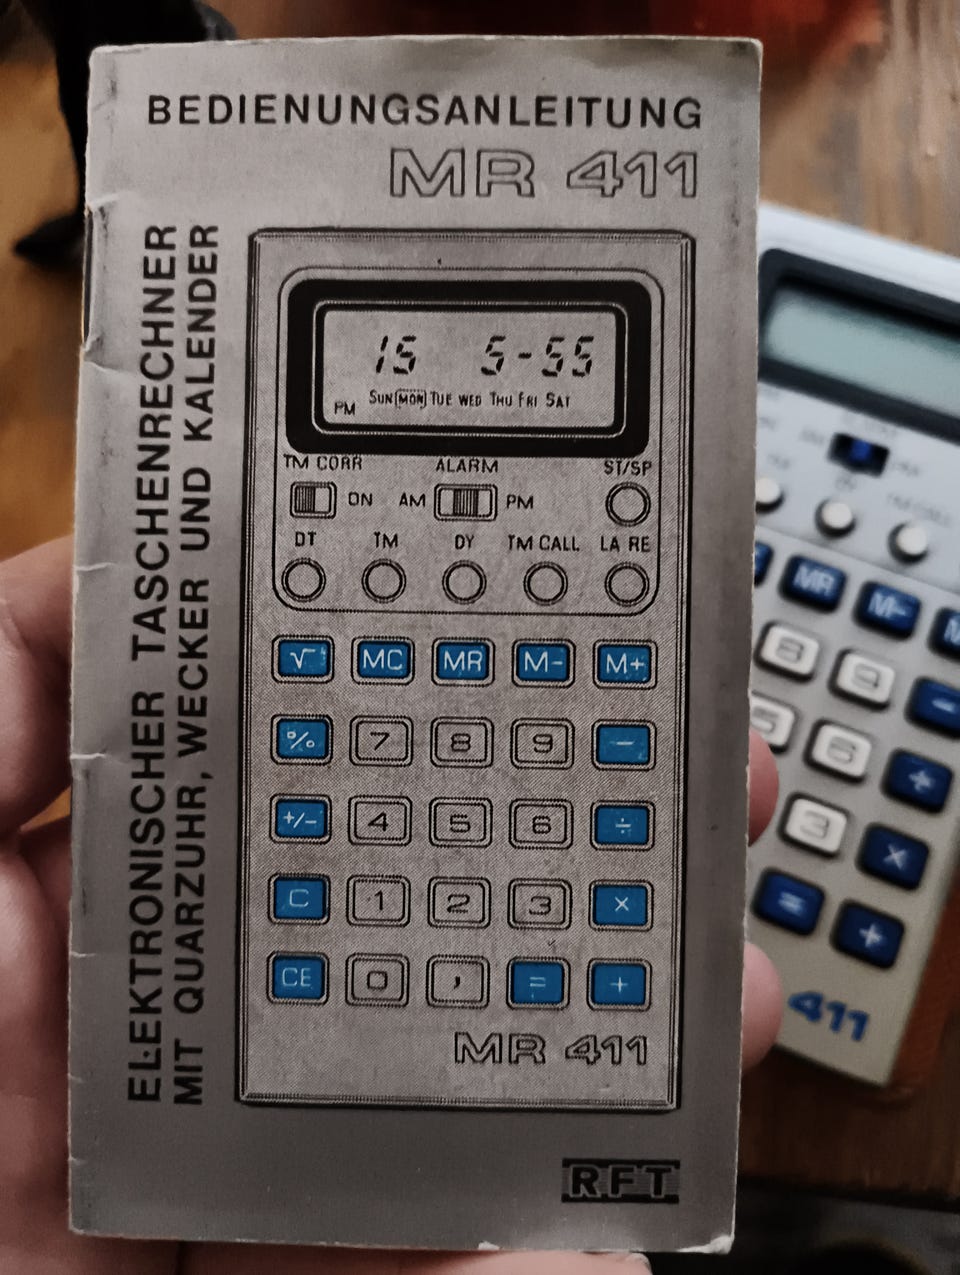 BEDIENUNGSANLEITUNG
MR 411
ELEKTRONISCHER TASCHENRECHNER
MIT QUARZUHR, WECKER UND KALENDER
15 5-55
PM SUN MON TUE WED THU FRI SAT
TM CORR ALARM ST/SP
ON AM PM
DT TM DY TM CALL LA RE
√ MC MR M- M+
% 7 8 9 -
+/- 4 5 6 ÷
C 1 2 3 ×
CE 0 , = +
MR 411
RFT
MR M-
8 9 -
5 6 ÷
3 ×
= +
411